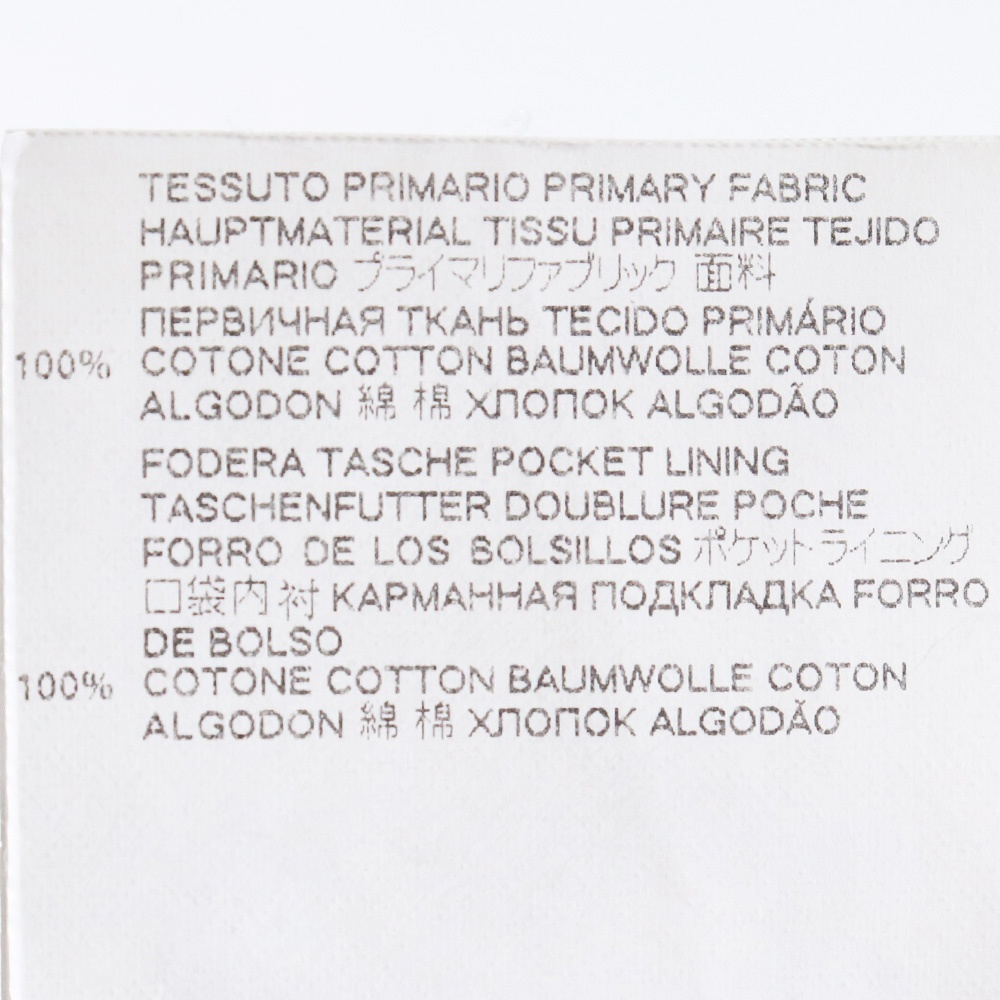 TESSUTO PRIMARIO PRIMARY FABRIC
HAUPTMATERIAL TISSU PRIMAIRE TEJIDO
PRIMARIO プライマリファブリック 面料
ПЕРВИЧНАЯ ТКАНЬ TECIDO PRIMÁRIO
100% COTONE COTTON BAUMWOLLE COTON
ALGODON 綿 棉 ХЛОПОК ALGODÃO
FODERA TASCHE POCKET LINING
TASCHENFUTTER DOUBLURE POCHE
FORRO DE LOS BOLSILLOS ポケット・ライニング
口袋内衬 КАРМАННАЯ ПОДКЛАДКА FORRO
DE BOLSO
100% COTONE COTTON BAUMWOLLE COTON
ALGODON 綿 棉 ХЛОПОК ALGODÃO